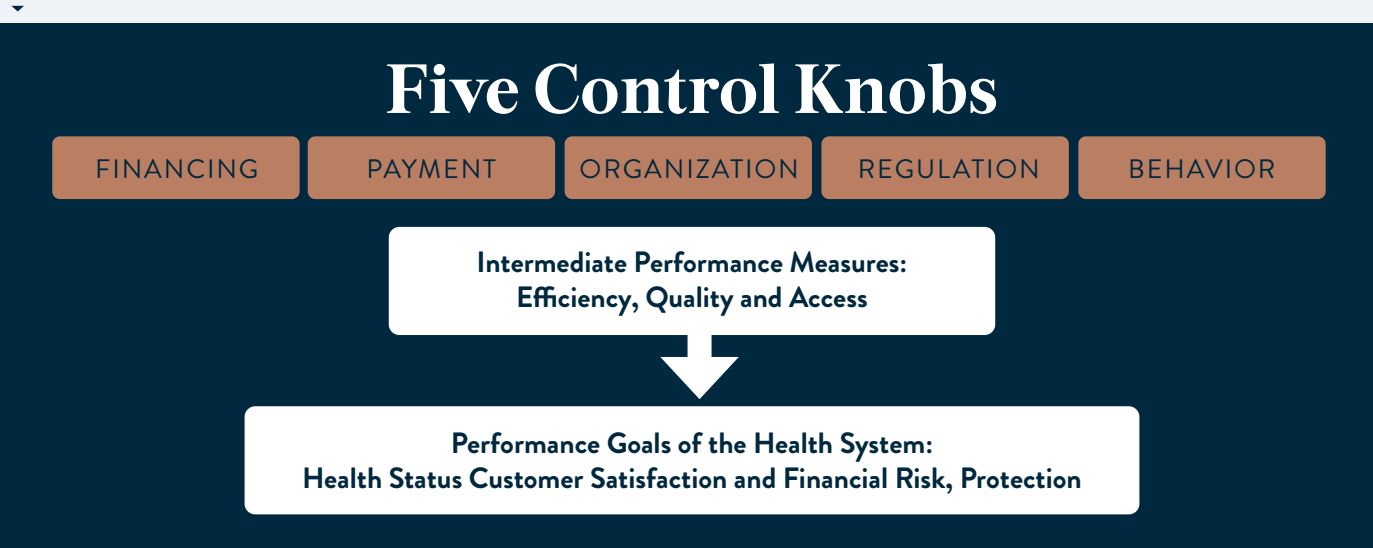 Five Control Knobs
FINANCING
PAYMENT
ORGANIZATION
REGULATION
BEHAVIOR
Intermediate Performance Measures:
Efficiency, Quality and Access
Performance Goals of the Health System:
Health Status Customer Satisfaction and Financial Risk, Protection